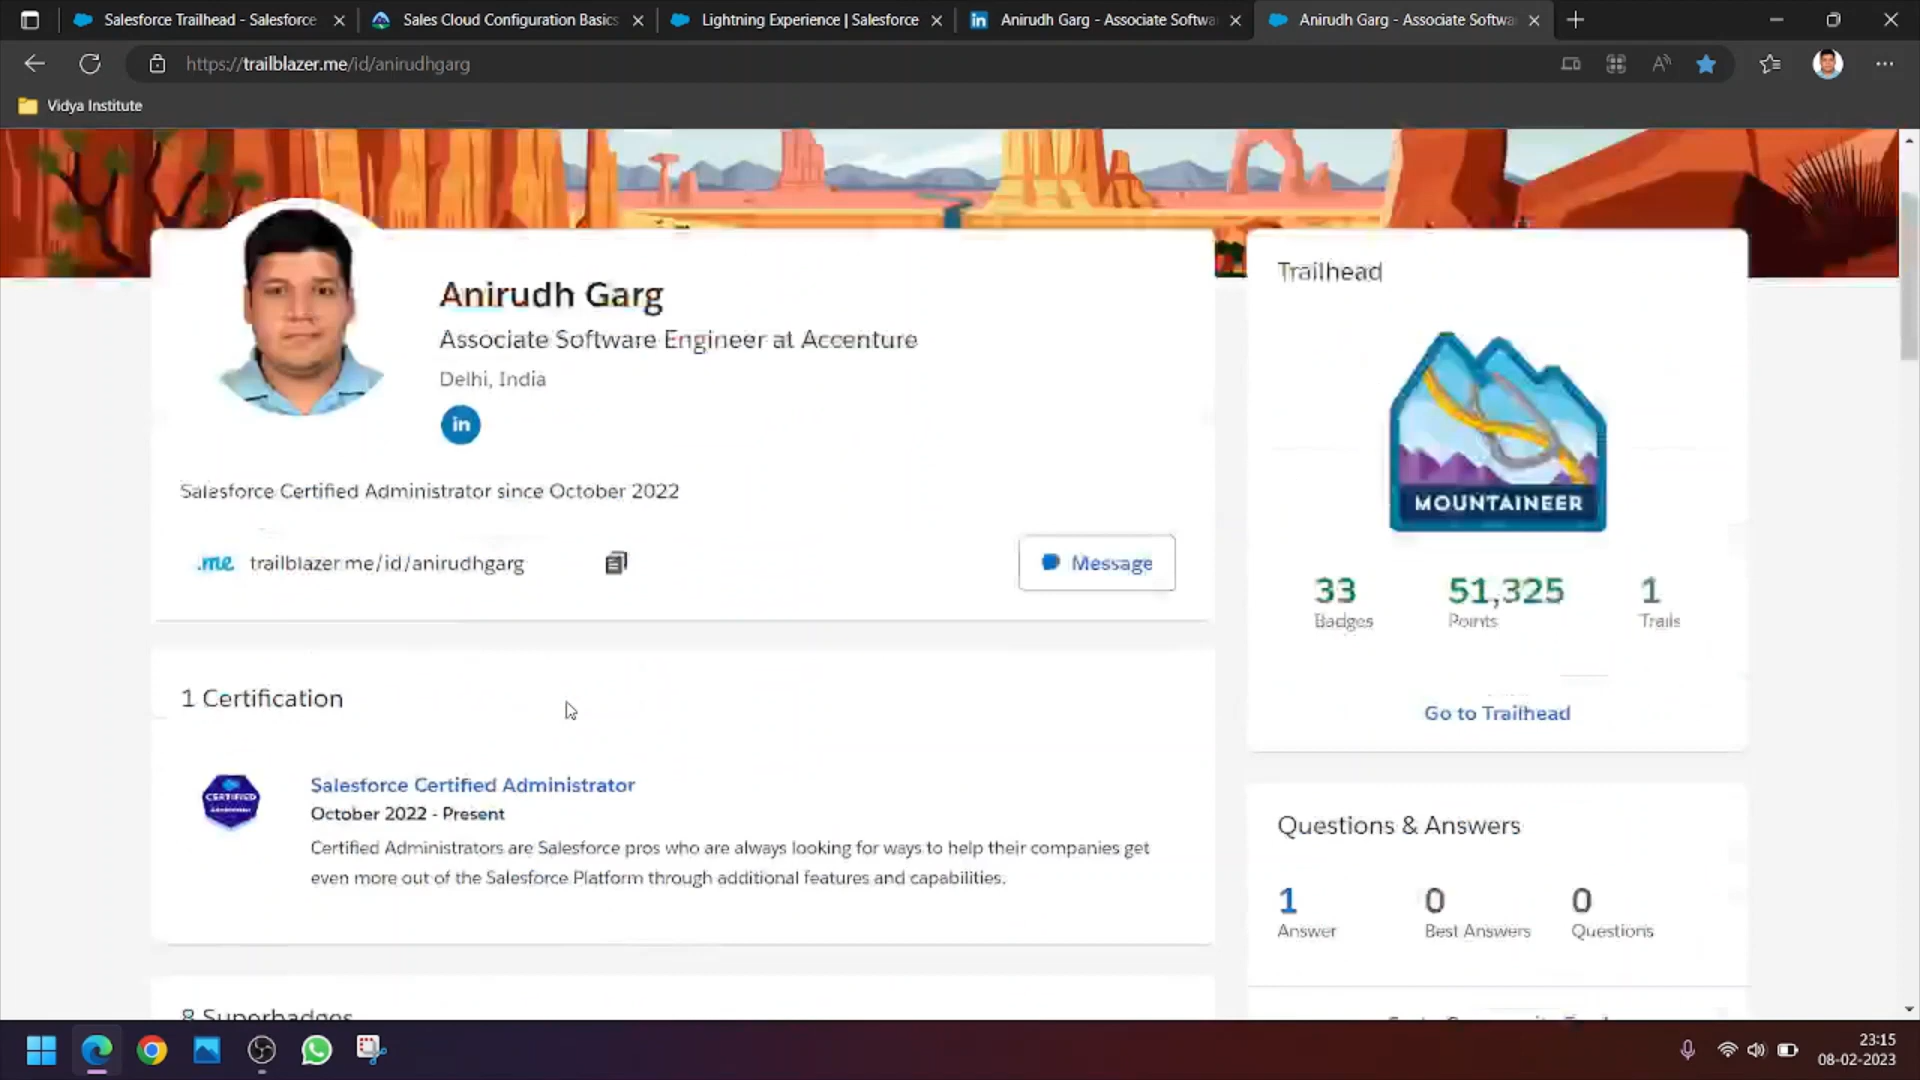 Salesforce Trailhead - Salesforce
Sales Cloud Configuration Basics
Lightning Experience | Salesforce
in Anirudh Garg - Associate Softwa
Anirudh Garg - Associate Softwa
https://trailblazer.me/id/anirudhgarg
Vidya Institute
Anirudh Garg
Associate Software Engineer at Accenture
Delhi, India
in
Salesforce Certified Administrator since October 2022
.me trailblazer.me/id/anirudhgarg
Message
1 Certification
CERTIFIED
Salesforce Certified Administrator
October 2022 - Present
Certified Administrators are Salesforce pros who are always looking for ways to help their companies get
even more out of the Salesforce Platform through additional features and capabilities.
8 Superbadges
Trailhead
MOUNTAINEER
33 51,325 1
Badges Points Trails
Go to Trailhead
Questions & Answers
1 0 0
Answer Best Answers Questions
23:15
08-02-2023